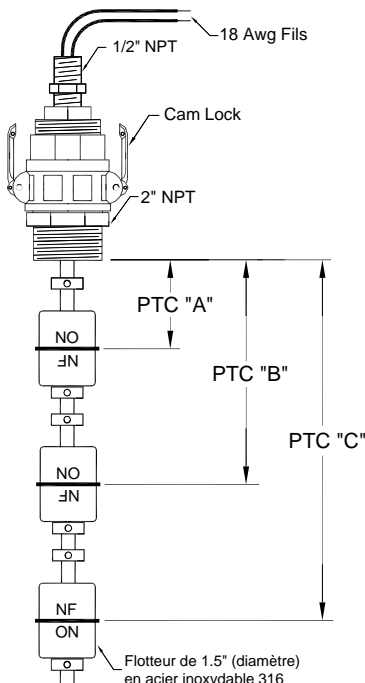 18 Awg Fils
1/2" NPT
Cam Lock
2" NPT
PTC "A"
NO
NF
PTC "B"
NO
NF
PTC "C"
NF
NO
Flotteur de 1.5" (diamètre)
en acier inoxydable 316